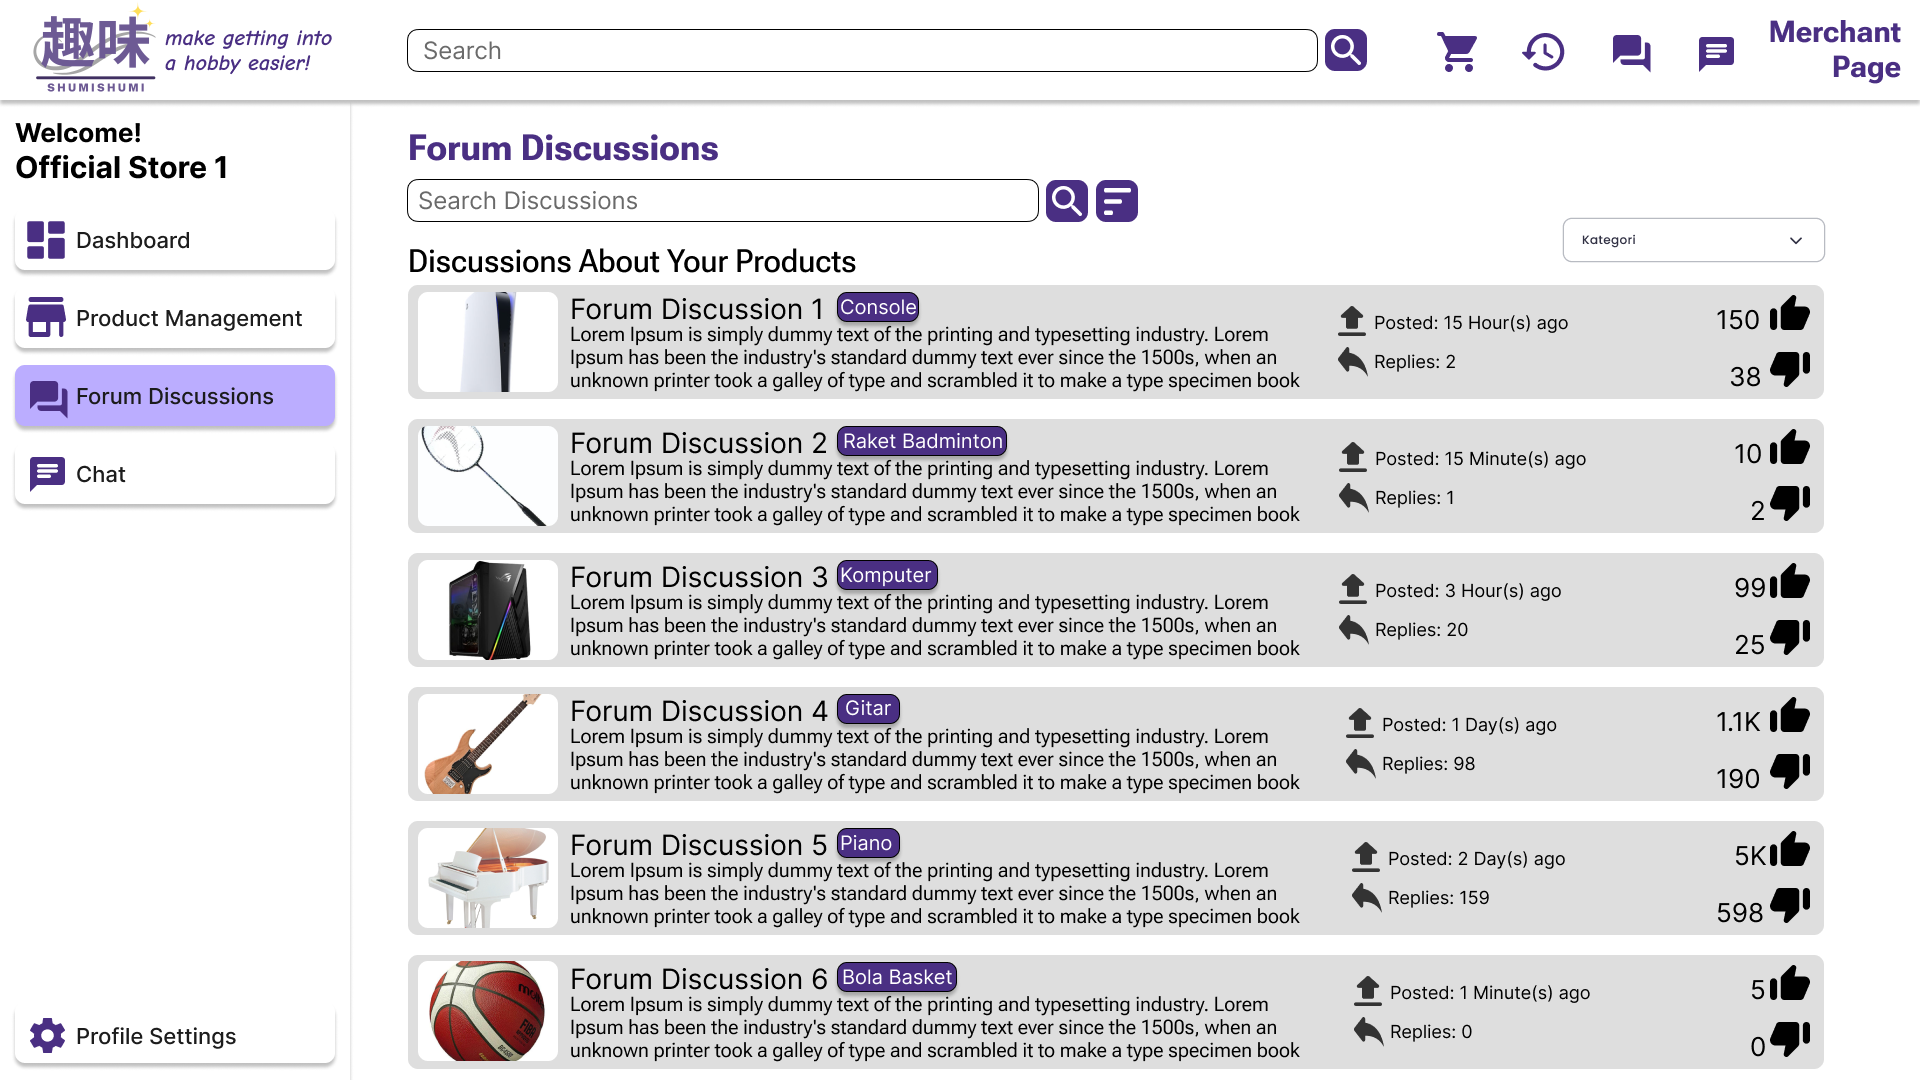 趣味
SHUMISHUMI
make getting into
a hobby easier!
Search
Merchant
Page
Welcome!
Official Store 1
Dashboard
Product Management
Forum Discussions
Chat
Profile Settings
Forum Discussions
Search Discussions
Kategori
Discussions About Your Products
Forum Discussion 1 Console
Lorem Ipsum is simply dummy text of the printing and typesetting industry. Lorem
Ipsum has been the industry's standard dummy text ever since the 1500s, when an
unknown printer took a galley of type and scrambled it to make a type specimen book
Posted: 15 Hour(s) ago
Replies: 2
150
38
Forum Discussion 2 Raket Badminton
Lorem Ipsum is simply dummy text of the printing and typesetting industry. Lorem
Ipsum has been the industry's standard dummy text ever since the 1500s, when an
unknown printer took a galley of type and scrambled it to make a type specimen book
Posted: 15 Minute(s) ago
Replies: 1
10
2
Forum Discussion 3 Komputer
Lorem Ipsum is simply dummy text of the printing and typesetting industry. Lorem
Ipsum has been the industry's standard dummy text ever since the 1500s, when an
unknown printer took a galley of type and scrambled it to make a type specimen book
Posted: 3 Hour(s) ago
Replies: 20
99
25
Forum Discussion 4 Gitar
Lorem Ipsum is simply dummy text of the printing and typesetting industry. Lorem
Ipsum has been the industry's standard dummy text ever since the 1500s, when an
unknown printer took a galley of type and scrambled it to make a type specimen book
Posted: 1 Day(s) ago
Replies: 98
1.1K
190
Forum Discussion 5 Piano
Lorem Ipsum is simply dummy text of the printing and typesetting industry. Lorem
Ipsum has been the industry's standard dummy text ever since the 1500s, when an
unknown printer took a galley of type and scrambled it to make a type specimen book
Posted: 2 Day(s) ago
Replies: 159
5K
598
Forum Discussion 6 Bola Basket
Lorem Ipsum is simply dummy text of the printing and typesetting industry. Lorem
Ipsum has been the industry's standard dummy text ever since the 1500s, when an
unknown printer took a galley of type and scrambled it to make a type specimen book
Posted: 1 Minute(s) ago
Replies: 0
5
0